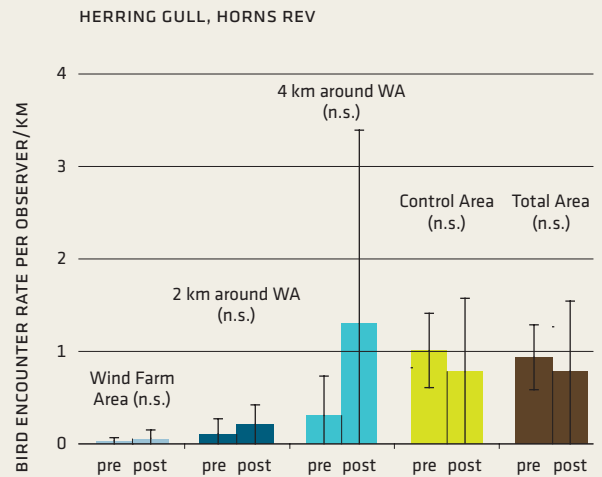 HERRING GULL, HORNS REV
BIRD ENCOUNTER RATE PER OBSERVER/KM
4
3
2
1
0
4 km around WA
(n.s.)
Control Area
(n.s.)
Total Area
(n.s.)
2 km around WA
(n.s.)
Wind Farm
Area (n.s.)
pre post pre post pre post pre post pre post